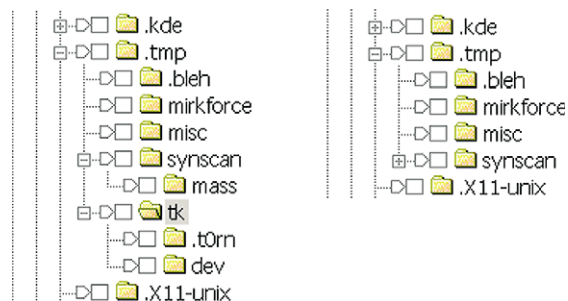 .kde
.tmp
.bleh
mirkforce
misc
synscan
mass
tk
.t0rn
dev
.X11-unix
.kde
.tmp
.bleh
mirkforce
misc
synscan
.X11-unix